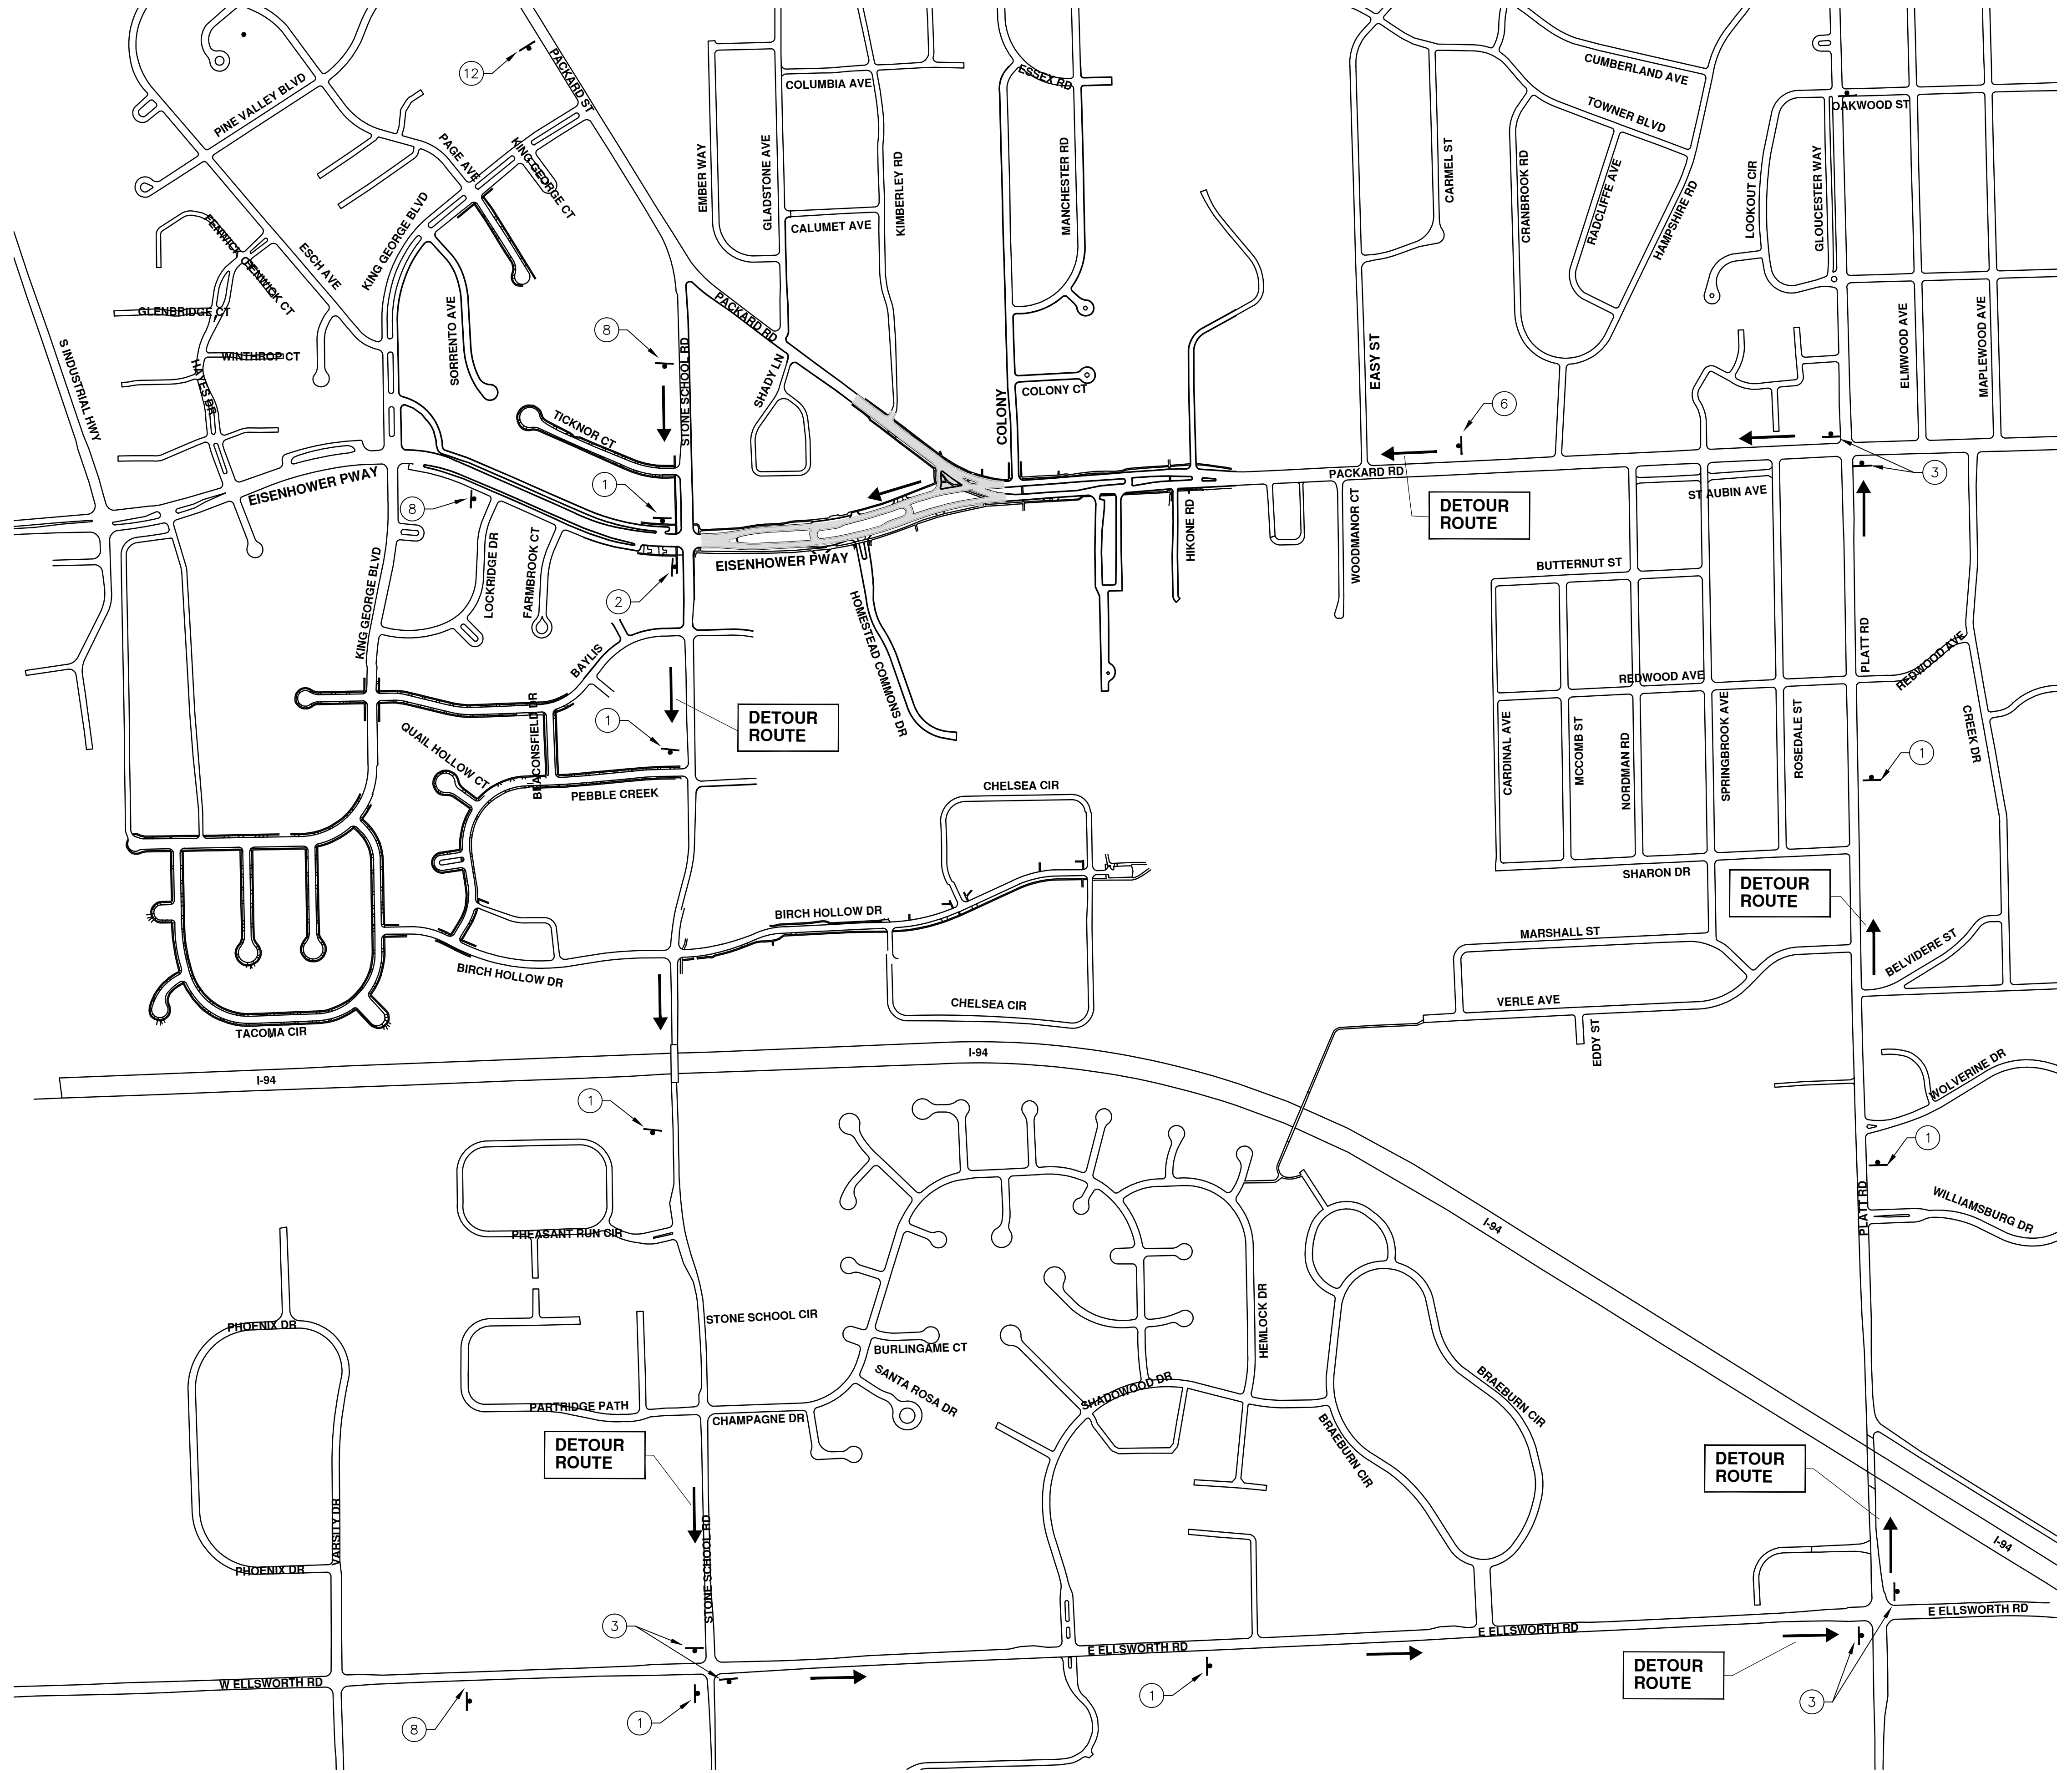 12
PACKARD ST
PINE VALLEY BLVD
PAGE AVE
KING GEORGE CT
COLUMBIA AVE
ESSEX RD
CUMBERLAND AVE
TOWNER BLVD
OAKWOOD ST
EMBER WAY
GLADSTONE AVE
KIMBERLEY RD
MANCHESTER RD
CARMEL ST
CRANBROOK RD
RADCLIFFE AVE
HAMPSHIRE RD
LOOKOUT CIR
GLOUCESTER WAY
CALUMET AVE
FENWICK CT
FENWICK CT
ESCH AVE
KING GEORGE BLVD
GLENBRIDGE CT
WINTHROP CT
HAYES DR
S INDUSTRIAL HWY
SORRENTO AVE
8
STONE SCHOOL RD
PACKARD RD
SHADY LN
COLONY
COLONY CT
EASY ST
ELMWOOD AVE
MAPLEWOOD AVE
6
3
TICKNOR CT
EISENHOWER PWAY
8
1
2
EISENHOWER PWAY
PACKARD RD
DETOUR
ROUTE
ST AUBIN AVE
HIKONE RD
WOODMANOR CT
BUTTERNUT ST
KING GEORGE BLVD
LOCKRIDGE DR
FARMBROOK CT
HOMESTEAD COMMONS DR
BAYLIS
PLATT RD
REDWOOD AVE
REDWOOD AVE
BEACONSFIELD DR
QUAIL HOLLOW CT
PEBBLE CREEK
1
DETOUR
ROUTE
CARDINAL AVE
MCCOMB ST
NORDMAN RD
SPRINGBROOK AVE
ROSEDALE ST
CREEK DR
1
CHELSEA CIR
SHARON DR
DETOUR
ROUTE
BIRCH HOLLOW DR
BIRCH HOLLOW DR
MARSHALL ST
BELVIDERE ST
CHELSEA CIR
VERLE AVE
EDDY ST
TACOMA CIR
I-94
I-94
WOLVERINE DR
1
1
PLATT RD
WILLIAMSBURG DR
I-94
PHEASANT RUN CIR
PHOENIX DR
STONE SCHOOL CIR
HEMLOCK DR
BURLINGAME CT
SANTA ROSA DR
SHADOWOOD DR
BRAEBURN CIR
BRAEBURN CIR
PARTRIDGE PATH
CHAMPAGNE DR
DETOUR
ROUTE
DETOUR
ROUTE
VARSITY DR
PHOENIX DR
STONE SCHOOL RD
I-94
3
E ELLSWORTH RD
E ELLSWORTH RD
E ELLSWORTH RD
W ELLSWORTH RD
DETOUR
ROUTE
8
1
1
3